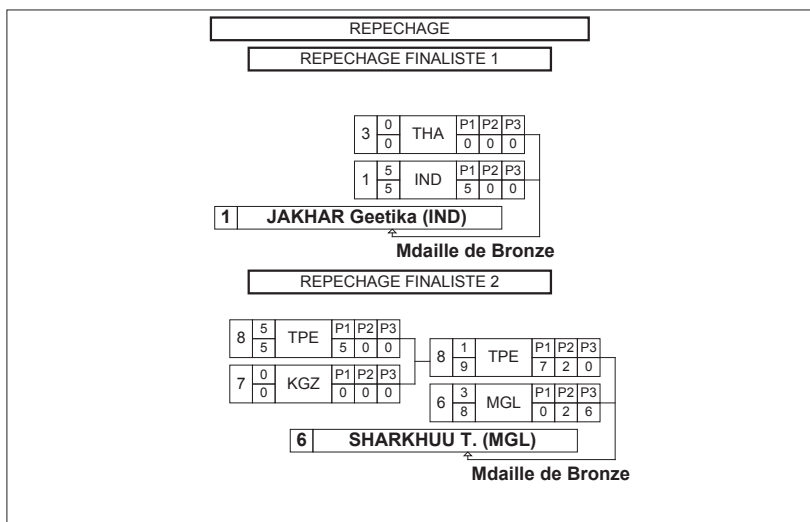 REPECHAGE
REPECHAGE FINALISTE 1
3 0 THA P1 P2 P3
0 0 0 0
1 5 IND P1 P2 P3
5 5 0 0
1 JAKHAR Geetika (IND)
Mdaille de Bronze
REPECHAGE FINALISTE 2
8 5 TPE P1 P2 P3
5 5 0 0
8 1 TPE P1 P2 P3
9 7 2 0
7 0 KGZ P1 P2 P3
0 0 0 0
6 3 MGL P1 P2 P3
8 0 2 6
6 SHARKHUU T. (MGL)
Mdaille de Bronze